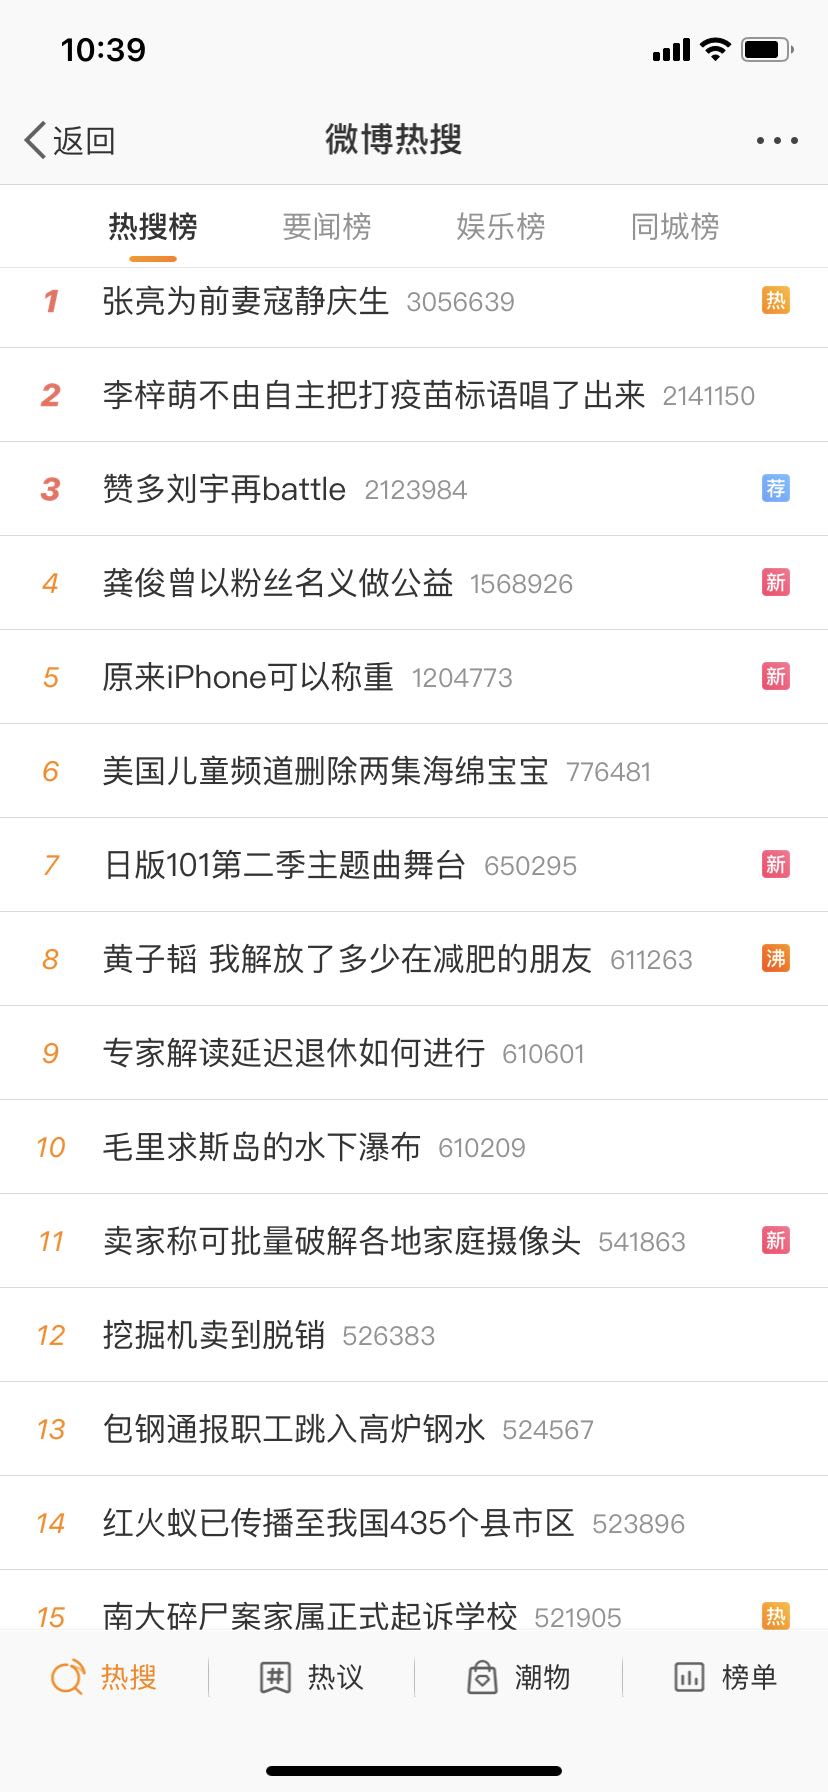 10:39
返回 微博热搜
热搜榜 要闻榜 娱乐榜 同城榜
1 张亮为前妻寇静庆生 3056639 热
2 李梓萌不由自主把打疫苗标语唱了出来 2141150
3 赞多刘宇再battle 2123984 荐
4 龚俊曾以粉丝名义做公益 1568926 新
5 原来iPhone可以称重 1204773 新
6 美国儿童频道删除两集海绵宝宝 776481
7 日版101第二季主题曲舞台 650295 新
8 黄子韬 我解放了多少在减肥的朋友 611263 沸
9 专家解读延迟退休如何进行 610601
10 毛里求斯岛的水下瀑布 610209
11 卖家称可批量破解各地家庭摄像头 541863 新
12 挖掘机卖到脱销 526383
13 包钢通报职工跳入高炉钢水 524567
14 红火蚁已传播至我国435个县市区 523896
15 南大碎尸案家属正式起诉学校 521905 热
热搜 热议 潮物 榜单